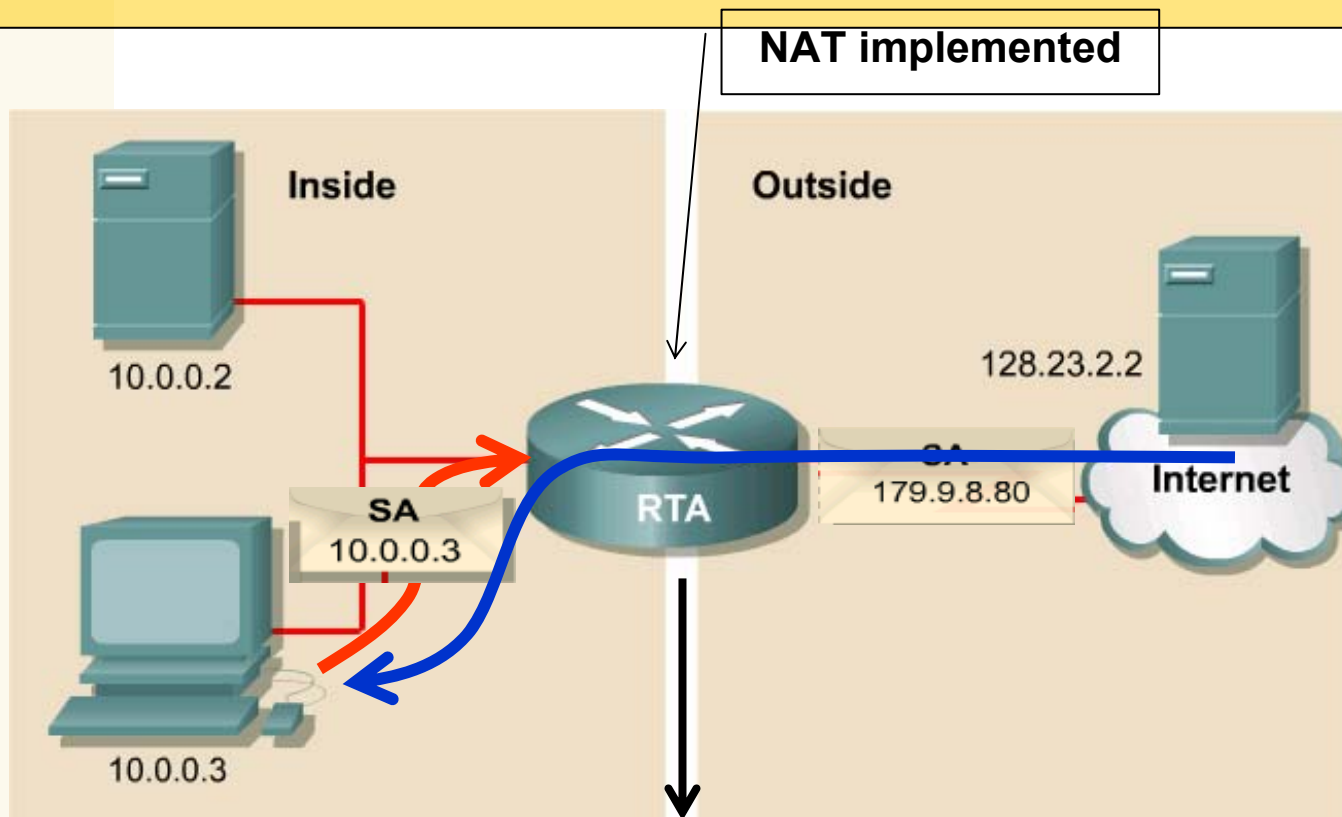 NAT implemented
Inside
Outside
10.0.0.2
128.23.2.2
SA
10.0.0.3
RTA
SA
179.9.8.80
Internet
10.0.0.3